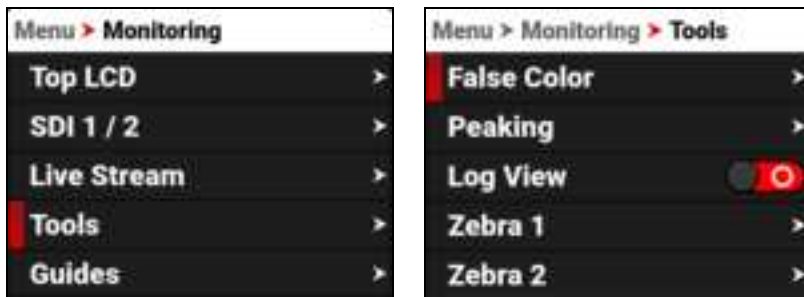 Menu > Monitoring
Top LCD >
SDI 1 / 2 >
Live Stream >
Tools >
Guides >
Menu > Monitoring > Tools
False Color >
Peaking >
Log View
Zebra 1 >
Zebra 2 >